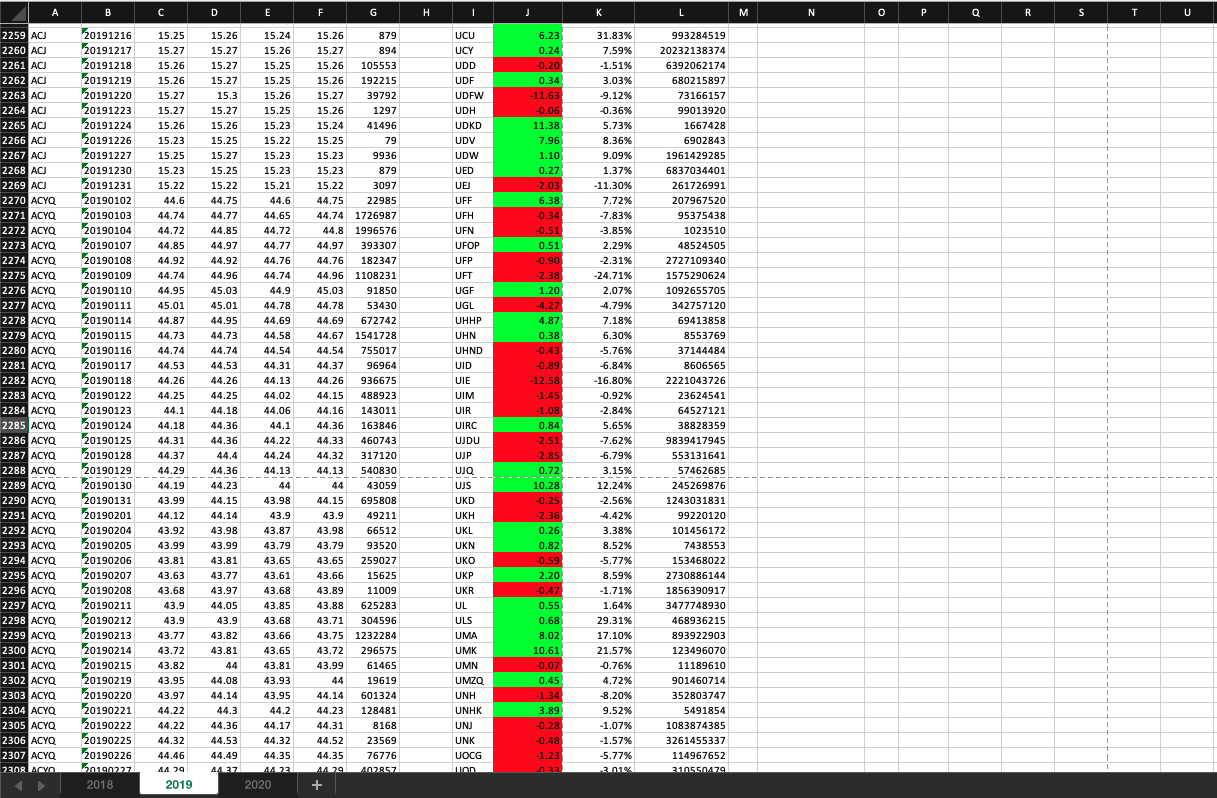 A B C D E F G H I J K L M N O P Q R S T U
2259 ACJ 20191216 15.25 15.26 15.24 15.26 879 UCU 6.23 31.83% 993284519
2260 ACJ 20191217 15.27 15.27 15.26 15.27 894 UCY 0.24 7.59% 20232138374
2261 ACJ 20191218 15.26 15.27 15.25 15.26 105553 UDD -0.20 -1.51% 6392062174
2262 ACJ 20191219 15.26 15.27 15.25 15.26 192215 UDF 0.34 3.03% 680215897
2263 ACJ 20191220 15.27 15.3 15.26 15.27 39792 UDFW -11.63 -9.12% 73166157
2264 ACJ 20191223 15.27 15.27 15.25 15.26 1297 UDH -0.06 -0.36% 99013920
2265 ACJ 20191224 15.26 15.26 15.23 15.24 41496 UDKD 11.38 5.73% 1667428
2266 ACJ 20191226 15.23 15.25 15.22 15.25 79 UDV 7.96 8.36% 6902843
2267 ACJ 20191227 15.25 15.27 15.23 15.23 9936 UDW 1.10 9.09% 1961429285
2268 ACJ 20191230 15.23 15.25 15.23 15.23 879 UED 0.27 1.37% 6837034401
2269 ACJ 20191231 15.22 15.22 15.21 15.22 3097 UEJ -2.03 -11.30% 261726991
2270 ACYQ 20190102 44.6 44.75 44.6 44.75 22985 UFF 6.38 7.72% 207967520
2271 ACYQ 20190103 44.74 44.77 44.65 44.74 1726987 UFH -0.34 -7.83% 95375438
2272 ACYQ 20190104 44.72 44.85 44.72 44.8 1996576 UFN -0.51 -3.85% 1023510
2273 ACYQ 20190107 44.85 44.97 44.77 44.97 393307 UFOP 0.51 2.29% 48524505
2274 ACYQ 20190108 44.92 44.92 44.76 44.76 182347 UFP -0.90 -2.31% 2727109340
2275 ACYQ 20190109 44.74 44.96 44.74 44.96 1108231 UFT -2.38 -24.71% 1575290624
2276 ACYQ 20190110 44.95 45.03 44.9 45.03 91850 UGF 1.20 2.07% 1092655705
2277 ACYQ 20190111 45.01 45.01 44.78 44.78 53430 UGL -4.27 -4.79% 342757120
2278 ACYQ 20190114 44.87 44.95 44.69 44.69 672742 UHHP 4.87 7.18% 69413858
2279 ACYQ 20190115 44.73 44.73 44.58 44.67 1541728 UHN 0.38 6.30% 8553769
2280 ACYQ 20190116 44.74 44.74 44.54 44.54 755017 UHND -0.43 -5.76% 37144484
2281 ACYQ 20190117 44.53 44.53 44.31 44.37 96964 UID -0.89 -6.84% 8606565
2282 ACYQ 20190118 44.26 44.26 44.13 44.26 936675 UIE -12.58 -16.80% 2221043726
2283 ACYQ 20190122 44.25 44.25 44.02 44.15 488923 UIM -1.45 -0.92% 23624541
2284 ACYQ 20190123 44.1 44.18 44.06 44.16 143011 UIR -1.08 -2.84% 64527121
2285 ACYQ 20190124 44.18 44.36 44.1 44.36 163846 UIRC 0.84 5.65% 38828359
2286 ACYQ 20190125 44.31 44.36 44.22 44.33 460743 UJDU -2.51 -7.62% 9839417945
2287 ACYQ 20190128 44.37 44.4 44.24 44.32 317120 UJP -2.85 -6.79% 553131641
2288 ACYQ 20190129 44.29 44.36 44.13 44.13 540830 UJQ 0.72 3.15% 57462685
2289 ACYQ 20190130 44.19 44.23 44 44 43059 UJS 10.28 12.24% 245269876
2290 ACYQ 20190131 43.99 44.15 43.98 44.15 695808 UKD -0.25 -2.56% 1243031831
2291 ACYQ 20190201 44.12 44.14 43.9 43.9 49211 UKH -2.36 -4.42% 99220120
2292 ACYQ 20190204 43.92 43.98 43.87 43.98 66512 UKL 0.26 3.38% 101456172
2293 ACYQ 20190205 43.99 43.99 43.79 43.79 93520 UKN 0.82 8.52% 7438553
2294 ACYQ 20190206 43.81 43.81 43.65 43.65 259027 UKO -0.59 -5.77% 153468022
2295 ACYQ 20190207 43.63 43.77 43.61 43.66 15625 UKP 2.20 8.59% 2730886144
2296 ACYQ 20190208 43.68 43.97 43.68 43.89 11009 UKR -0.47 -1.71% 1856390917
2297 ACYQ 20190211 43.9 44.05 43.85 43.88 625283 UL 0.55 1.64% 3477748930
2298 ACYQ 20190212 43.9 43.9 43.68 43.71 304596 ULS 0.68 29.31% 468936215
2299 ACYQ 20190213 43.77 43.82 43.66 43.75 1232284 UMA 8.02 17.10% 893922903
2300 ACYQ 20190214 43.72 43.81 43.65 43.72 296575 UMK 10.61 21.57% 123496070
2301 ACYQ 20190215 43.82 44 43.81 43.99 61465 UMN -0.07 -0.76% 11189610
2302 ACYQ 20190219 43.95 44.08 43.93 44 19619 UMZQ 0.45 4.72% 901460714
2303 ACYQ 20190220 43.97 44.14 43.95 44.14 601324 UNH -1.34 -8.20% 352803747
2304 ACYQ 20190221 44.22 44.3 44.2 44.23 128481 UNHK 3.89 9.52% 5491854
2305 ACYQ 20190222 44.22 44.36 44.17 44.31 8168 UNJ -0.28 -1.07% 1083874385
2306 ACYQ 20190225 44.32 44.53 44.32 44.52 23569 UNK -0.48 -1.57% 3261455337
2307 ACYQ 20190226 44.46 44.49 44.35 44.35 76776 UOCG -1.23 -5.77% 114967652
2308 ACYQ 20190227 44.29 44.37 44.23 44.29 402857 UOD -0.33 -3.01% 310550479
2018 2019 2020 +